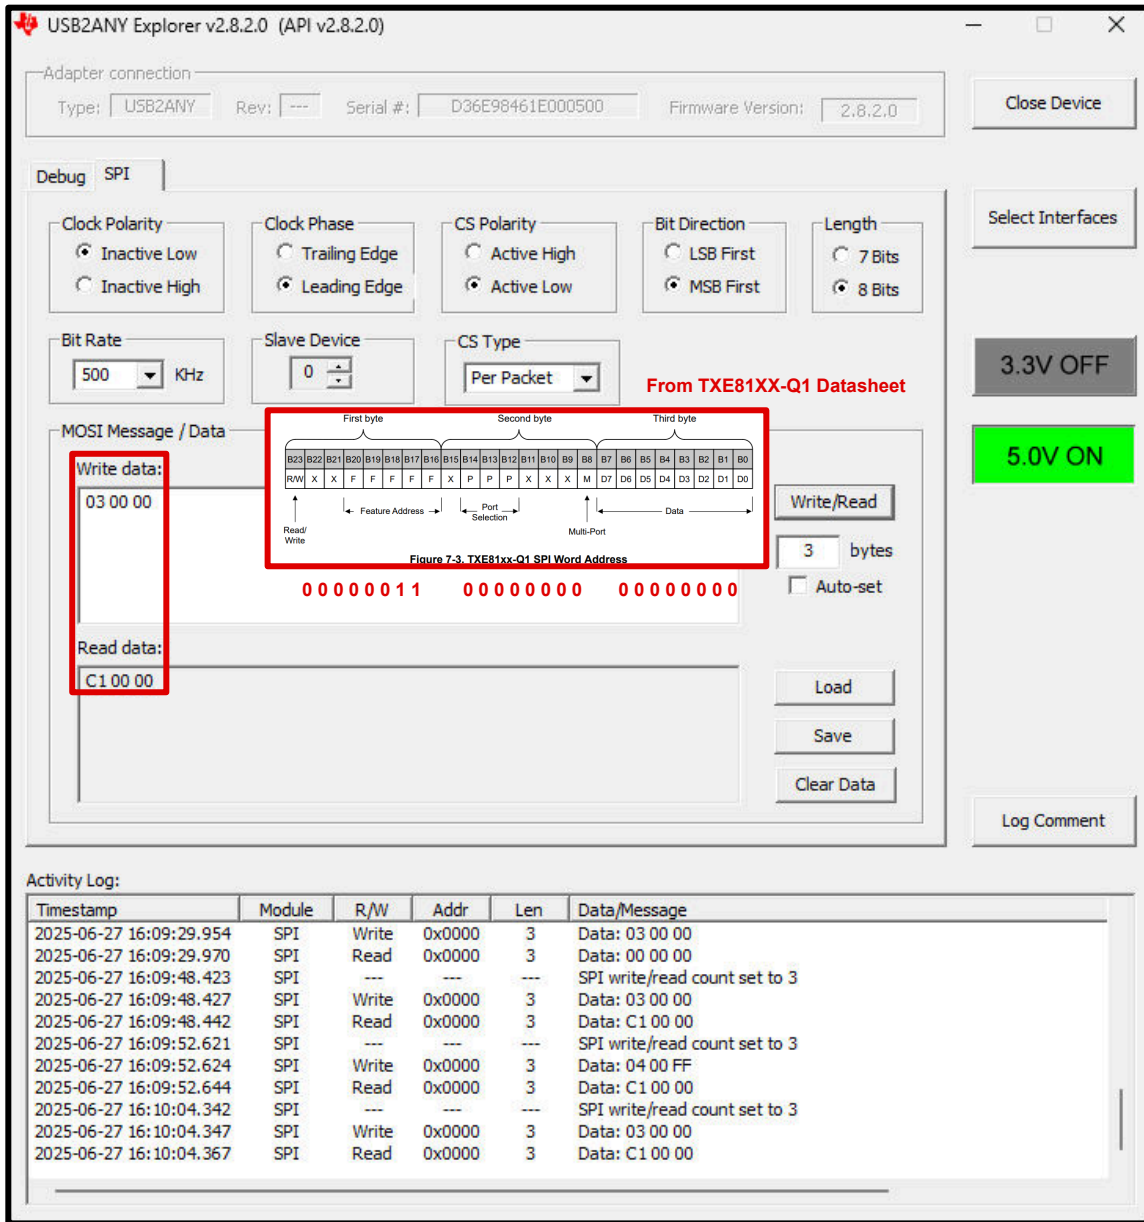 USB2ANY Explorer v2.8.2.0 (API v2.8.2.0)
Adapter connection
Type: USB2ANY Rev: --- Serial #: D36E98461E000500 Firmware Version: 2.8.2.0
Close Device
Debug SPI
Select Interfaces
Clock Polarity
Inactive Low
Inactive High
Clock Phase
Trailing Edge
Leading Edge
CS Polarity
Active High
Active Low
Bit Direction
LSB First
MSB First
Length
7 Bits
8 Bits
Bit Rate
500 KHz
Slave Device
0
CS Type
Per Packet
3.3V OFF
5.0V ON
From TXE81XX-Q1 Datasheet
MOSI Message / Data
Write data:
03 00 00
First byte Second byte Third byte
B23 B22 B21 B20 B19 B18 B17 B16 B15 B14 B13 B12 B11 B10 B9 B8 B7 B6 B5 B4 B3 B2 B1 B0
R/W X X F F F F F X P P P X X X M D7 D6 D5 D4 D3 D2 D1 D0
Feature Address
Port
Selection
Data
Read/
Write
Multi-Port
Figure 7-3. TXE81xx-Q1 SPI Word Address
0 0 0 0 0 0 1 1 0 0 0 0 0 0 0 0 0 0 0 0 0 0 0 0
Write/Read
3 bytes
Auto-set
Read data:
C1 00 00
Load
Save
Clear Data
Log Comment
Activity Log:
Timestamp Module R/W Addr Len Data/Message
2025-06-27 16:09:29.954 SPI Write 0x0000 3 Data: 03 00 00
2025-06-27 16:09:29.970 SPI Read 0x0000 3 Data: 00 00 00
2025-06-27 16:09:48.423 SPI --- --- --- SPI write/read count set to 3
2025-06-27 16:09:48.427 SPI Write 0x0000 3 Data: 03 00 00
2025-06-27 16:09:48.442 SPI Read 0x0000 3 Data: C1 00 00
2025-06-27 16:09:52.621 SPI --- --- --- SPI write/read count set to 3
2025-06-27 16:09:52.624 SPI Write 0x0000 3 Data: 04 00 FF
2025-06-27 16:09:52.644 SPI Read 0x0000 3 Data: C1 00 00
2025-06-27 16:10:04.342 SPI --- --- --- SPI write/read count set to 3
2025-06-27 16:10:04.347 SPI Write 0x0000 3 Data: 03 00 00
2025-06-27 16:10:04.367 SPI Read 0x0000 3 Data: C1 00 00